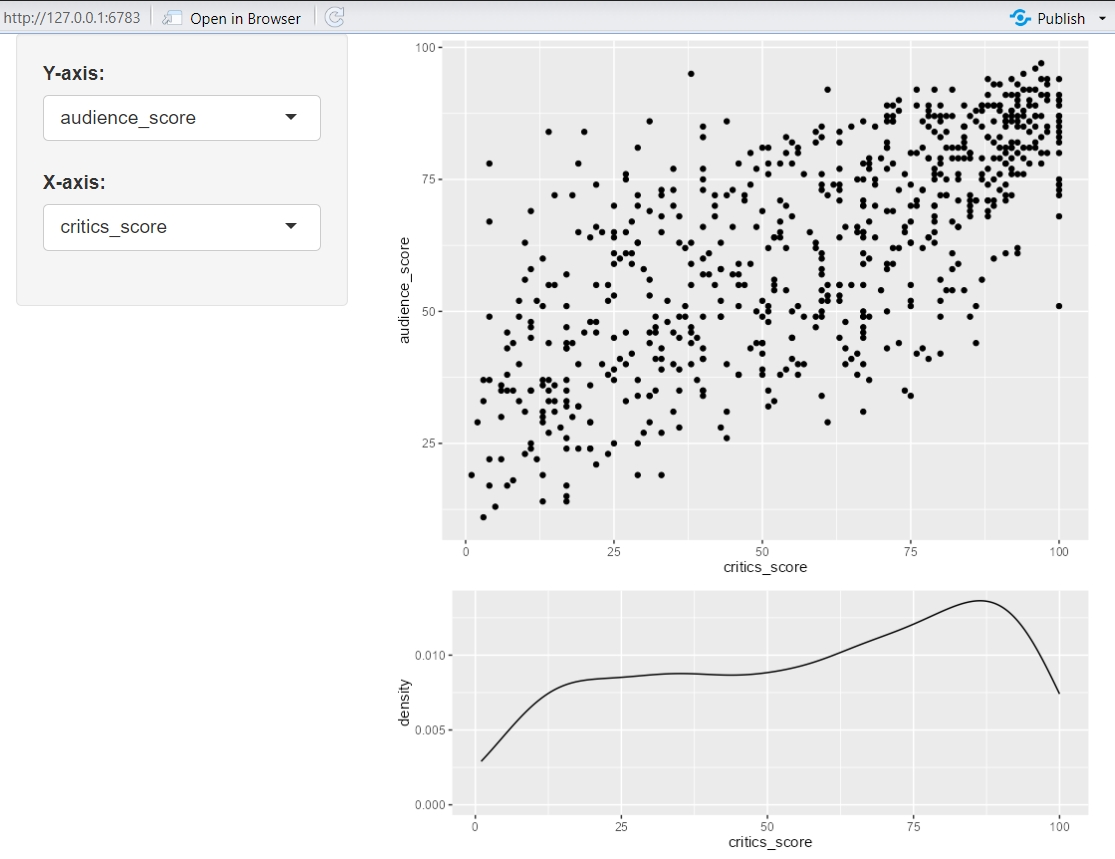 http://127.0.0.1:6783 Open in Browser Publish
Y-axis:
audience_score
X-axis:
critics_score
100
75
50
25
audience_score
0 25 50 75 100
critics_score
0.010
0.005
0.000
density
0 25 50 75 100
critics_score